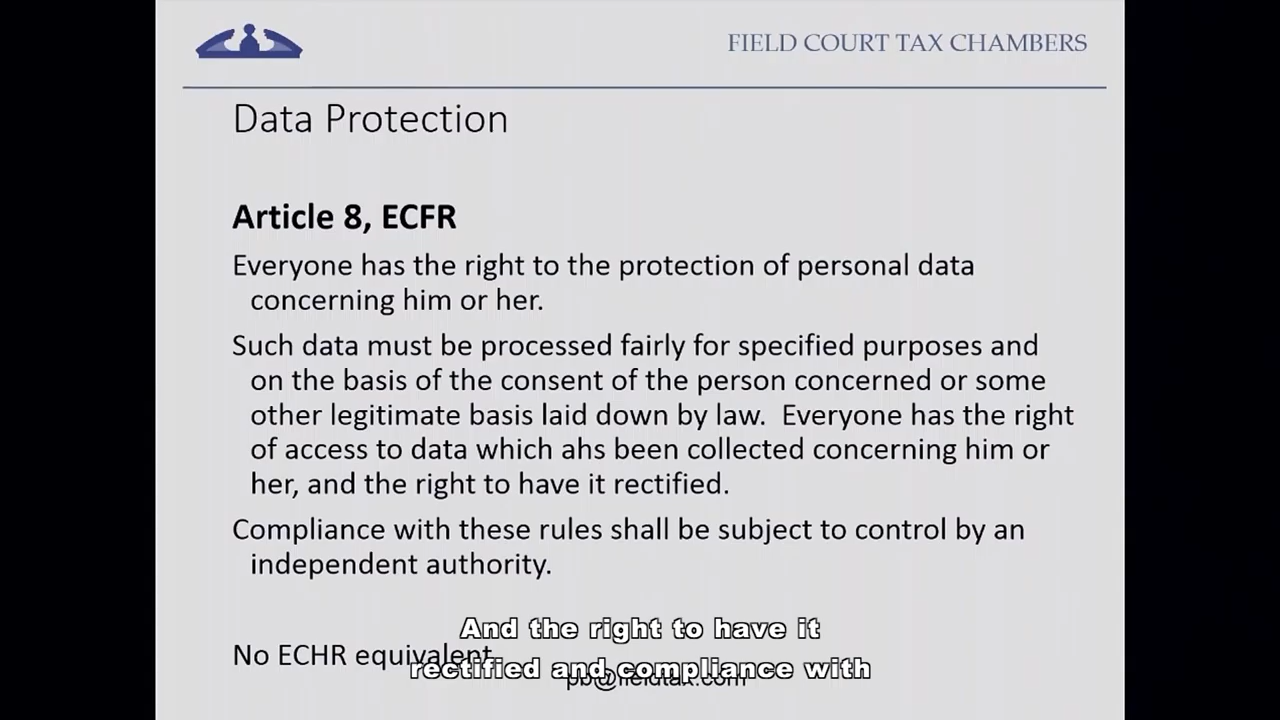 FIELD COURT TAX CHAMBERS
Data Protection
Article 8, ECFR
Everyone has the right to the protection of personal data
concerning him or her.
Such data must be processed fairly for specified purposes and
on the basis of the consent of the person concerned or some
other legitimate basis laid down by law. Everyone has the right
of access to data which ahs been collected concerning him or
her, and the right to have it rectified.
Compliance with these rules shall be subject to control by an
independent authority.
And the right to have it
No ECHR equivalent
rectified and compliance with
pb@fieldtax.com